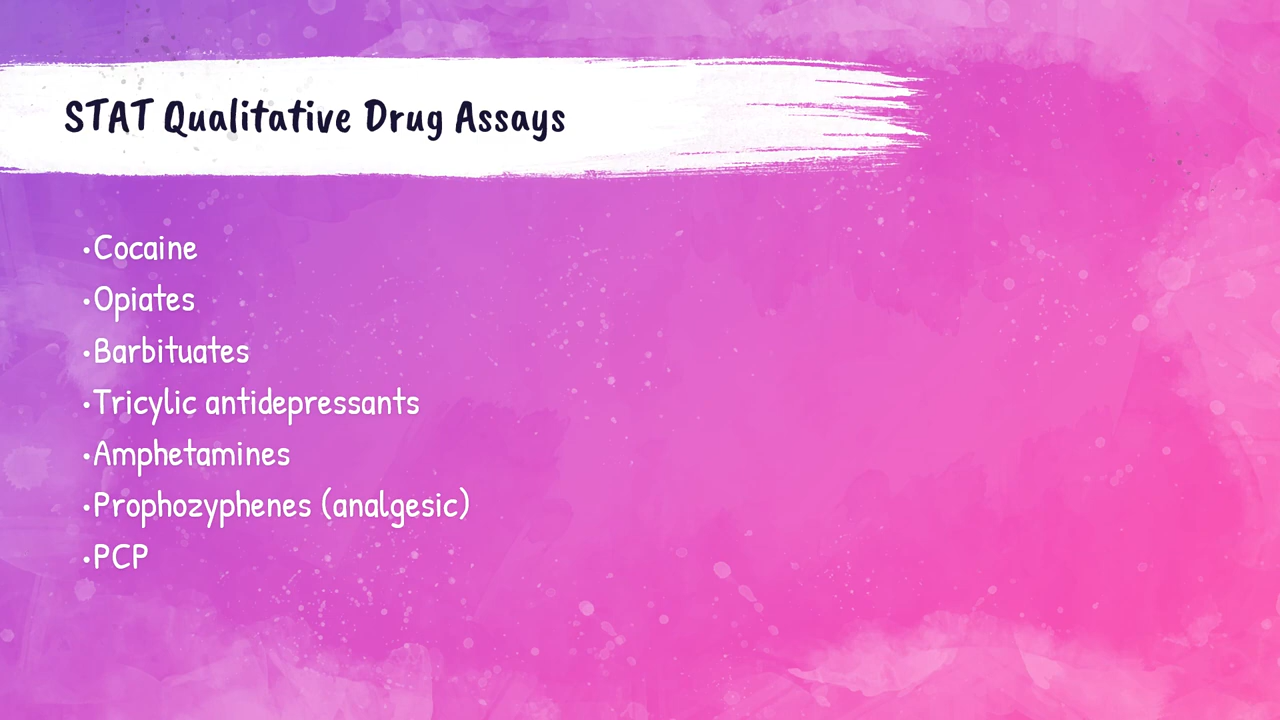 STAT Qualitative Drug Assays
•Cocaine
•Opiates
•Barbituates
•Tricylic antidepressants
•Amphetamines
•Prophozyphenes (analgesic)
•PCP